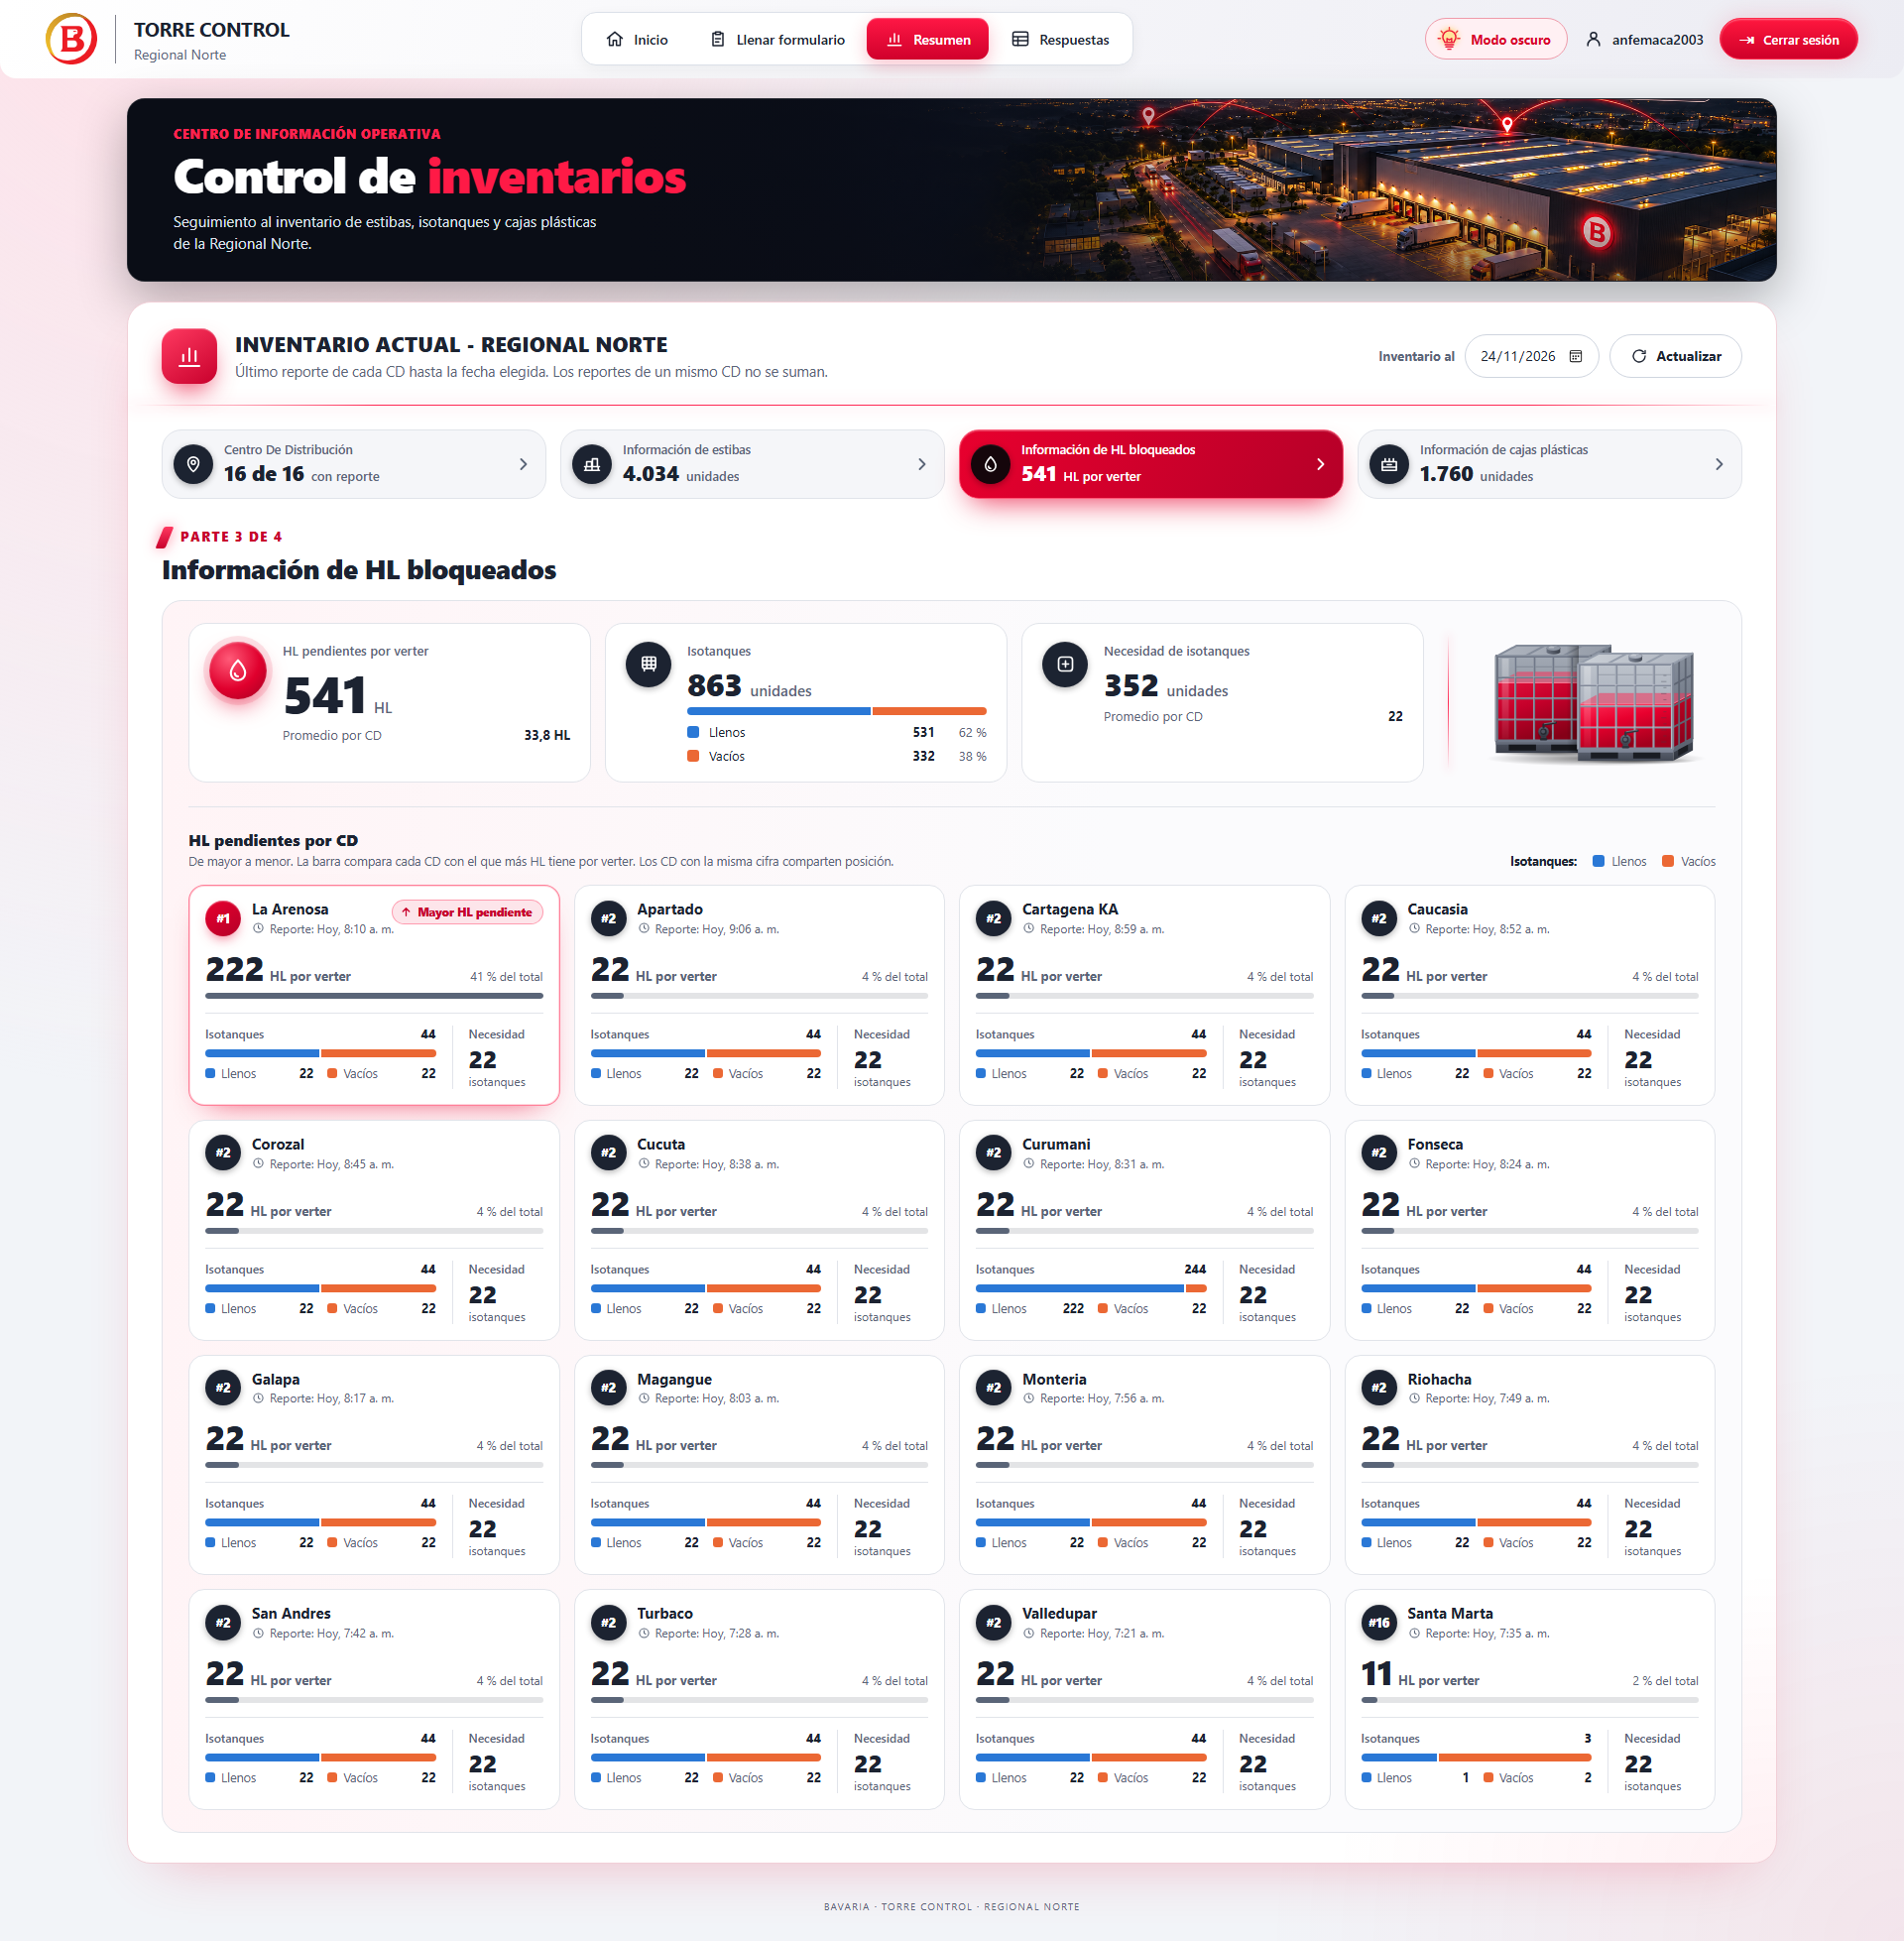 TORRE CONTROL
Regional Norte
Inicio
Llenar formulario
Resumen
Respuestas
Modo oscuro
anfemaca2003
Cerrar sesión
CENTRO DE INFORMACIÓN OPERATIVA
Control de inventarios
Seguimiento al inventario de estibas, isotanques y cajas plásticas
de la Regional Norte.
B
INVENTARIO ACTUAL - REGIONAL NORTE
Último reporte de cada CD hasta la fecha elegida. Los reportes de un mismo CD no se suman.
Inventario al
24/11/2026
Actualizar
Centro De Distribución
16 de 16 con reporte
Información de estibas
4.034 unidades
Información de HL bloqueados
541 HL por verter
Información de cajas plásticas
1.760 unidades
PARTE 3 DE 4
Información de HL bloqueados
HL pendientes por verter
541 HL
Promedio por CD 33,8 HL
Isotanques
863 unidades
Llenos 531 62 %
Vacíos 332 38 %
Necesidad de isotanques
352 unidades
Promedio por CD 22
HL pendientes por CD
De mayor a menor. La barra compara cada CD con el que más HL tiene por verter. Los CD con la misma cifra comparten posición.
Isotanques: Llenos Vacíos
#1 La Arenosa
Mayor HL pendiente
Reporte: Hoy, 8:10 a. m.
222 HL por verter 41 % del total
Isotanques 44
Llenos 22 Vacíos 22
Necesidad
22
isotanques
#2 Apartado
Reporte: Hoy, 9:06 a. m.
22 HL por verter 4 % del total
Isotanques 44
Llenos 22 Vacíos 22
Necesidad
22
isotanques
#2 Cartagena KA
Reporte: Hoy, 8:59 a. m.
22 HL por verter 4 % del total
Isotanques 44
Llenos 22 Vacíos 22
Necesidad
22
isotanques
#2 Caucasia
Reporte: Hoy, 8:52 a. m.
22 HL por verter 4 % del total
Isotanques 44
Llenos 22 Vacíos 22
Necesidad
22
isotanques
#2 Corozal
Reporte: Hoy, 8:45 a. m.
22 HL por verter 4 % del total
Isotanques 44
Llenos 22 Vacíos 22
Necesidad
22
isotanques
#2 Cucuta
Reporte: Hoy, 8:38 a. m.
22 HL por verter 4 % del total
Isotanques 44
Llenos 22 Vacíos 22
Necesidad
22
isotanques
#2 Curumani
Reporte: Hoy, 8:31 a. m.
22 HL por verter 4 % del total
Isotanques 244
Llenos 222 Vacíos 22
Necesidad
22
isotanques
#2 Fonseca
Reporte: Hoy, 8:24 a. m.
22 HL por verter 4 % del total
Isotanques 44
Llenos 22 Vacíos 22
Necesidad
22
isotanques
#2 Galapa
Reporte: Hoy, 8:17 a. m.
22 HL por verter 4 % del total
Isotanques 44
Llenos 22 Vacíos 22
Necesidad
22
isotanques
#2 Magangue
Reporte: Hoy, 8:03 a. m.
22 HL por verter 4 % del total
Isotanques 44
Llenos 22 Vacíos 22
Necesidad
22
isotanques
#2 Monteria
Reporte: Hoy, 7:56 a. m.
22 HL por verter 4 % del total
Isotanques 44
Llenos 22 Vacíos 22
Necesidad
22
isotanques
#2 Riohacha
Reporte: Hoy, 7:49 a. m.
22 HL por verter 4 % del total
Isotanques 44
Llenos 22 Vacíos 22
Necesidad
22
isotanques
#2 San Andres
Reporte: Hoy, 7:42 a. m.
22 HL por verter 4 % del total
Isotanques 44
Llenos 22 Vacíos 22
Necesidad
22
isotanques
#2 Turbaco
Reporte: Hoy, 7:28 a. m.
22 HL por verter 4 % del total
Isotanques 44
Llenos 22 Vacíos 22
Necesidad
22
isotanques
#2 Valledupar
Reporte: Hoy, 7:21 a. m.
22 HL por verter 4 % del total
Isotanques 44
Llenos 22 Vacíos 22
Necesidad
22
isotanques
#16 Santa Marta
Reporte: Hoy, 7:35 a. m.
11 HL por verter 2 % del total
Isotanques 3
Llenos 1 Vacíos 2
Necesidad
22
isotanques
BAVARIA · TORRE CONTROL · REGIONAL NORTE